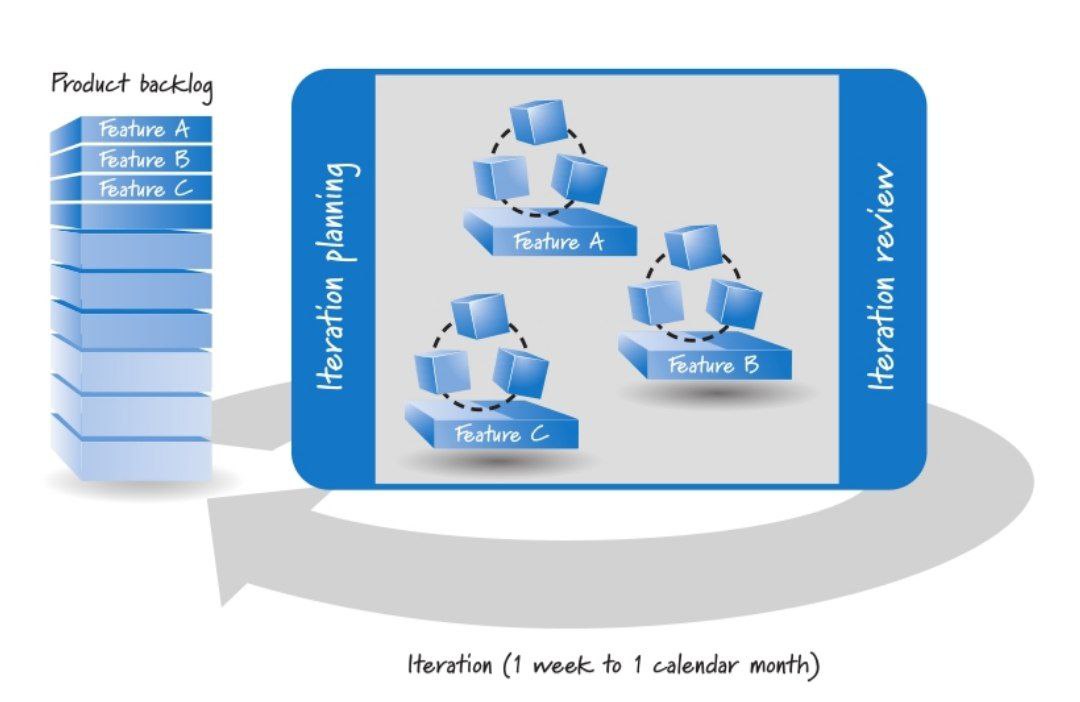 Product backlog
Feature A
Feature B
Feature C
Iteration planning
Feature A
Feature B
Feature C
Iteration review
Iteration (1 week to 1 calendar month)